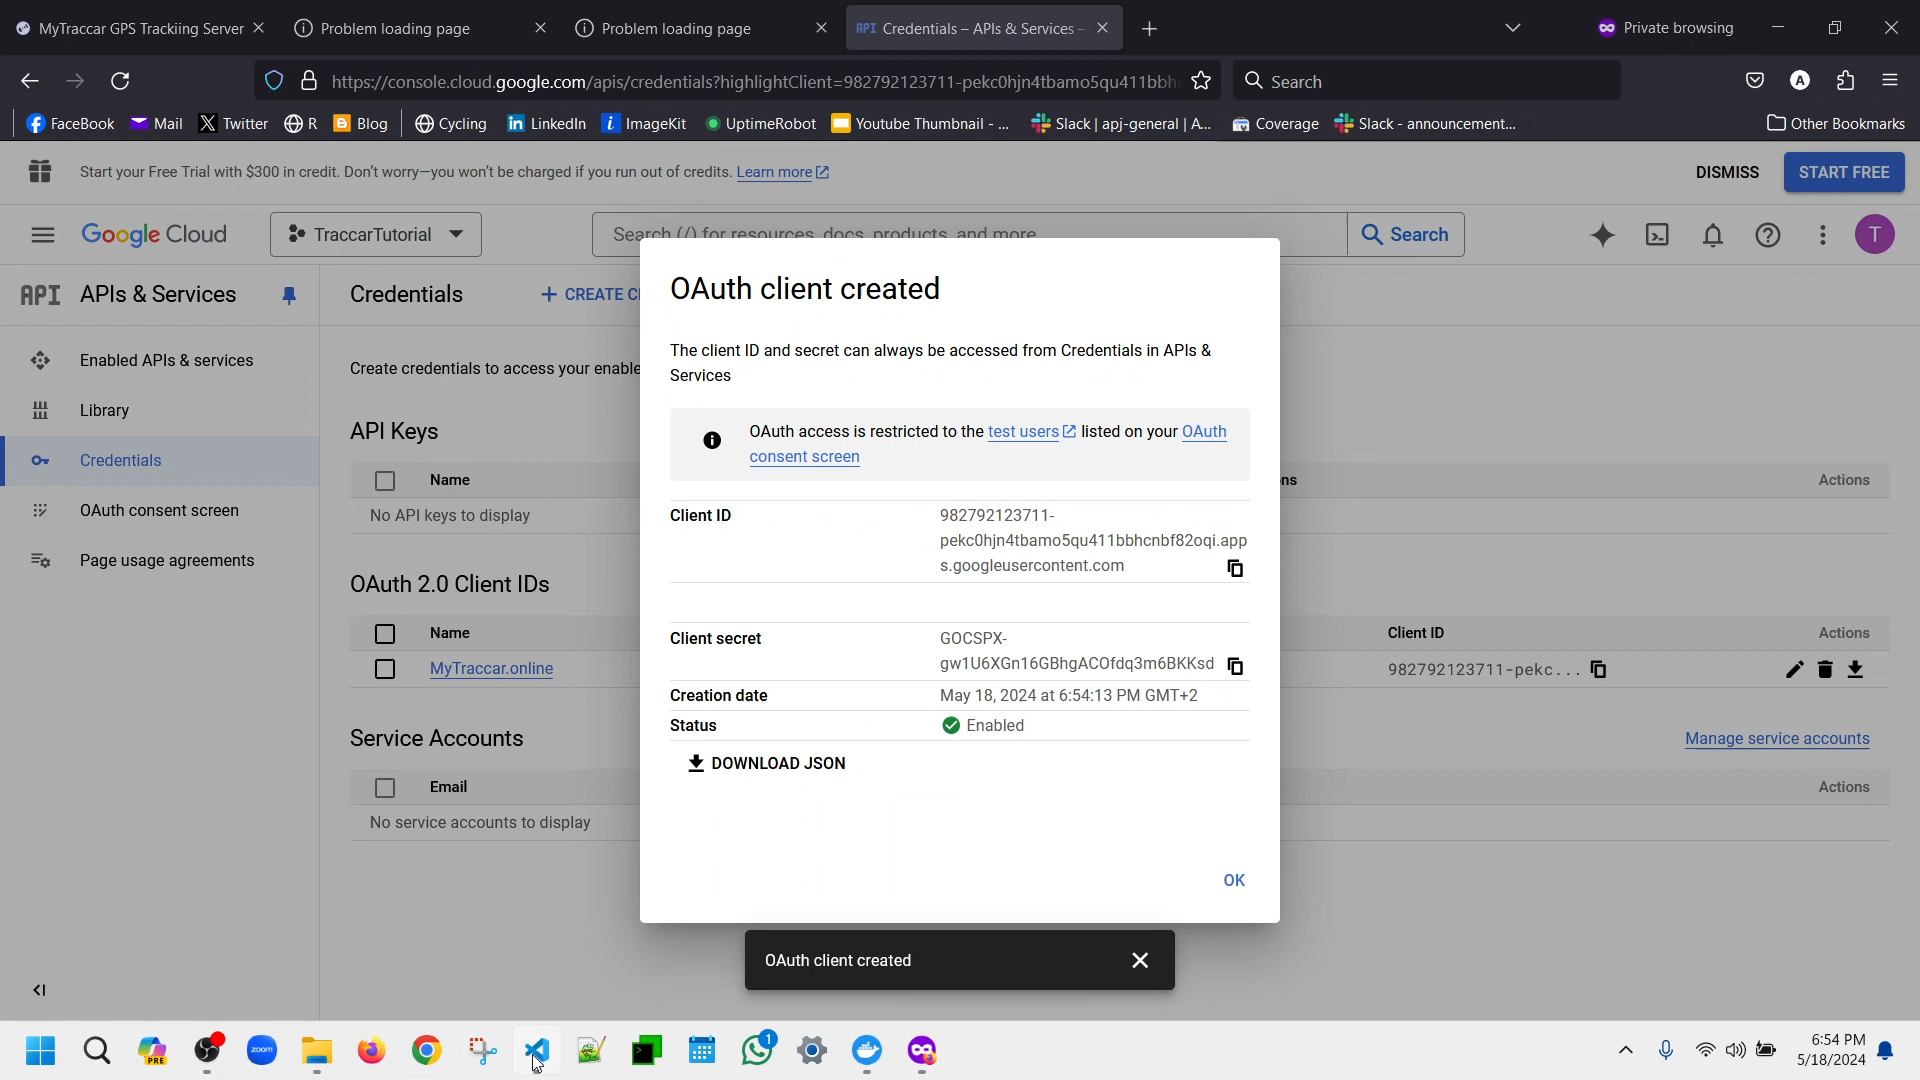 MyTraccar GPS Trackiing Server
Problem loading page
Problem loading page
API Credentials – APIs & Services –
Private browsing
https://console.cloud.google.com/apis/credentials?highlightClient=982792123711-pekc0hjn4tbamo5qu411bbh
Search
A
FaceBook
Mail
Twitter
R
Blog
Cycling
LinkedIn
ImageKit
UptimeRobot
Youtube Thumbnail - ...
Slack | apj-general | A...
Coverage
Slack - announcement...
Other Bookmarks
Start your Free Trial with $300 in credit. Don't worry—you won't be charged if you run out of credits. Learn more
DISMISS
START FREE
Google Cloud
TraccarTutorial
Search (/) for resources, docs, products, and more
Search
T
API APIs & Services
Enabled APIs & services
Library
Credentials
OAuth consent screen
Page usage agreements
Credentials
+ CREATE C
Create credentials to access your enable
API Keys
Name
ns
Actions
No API keys to display
OAuth 2.0 Client IDs
Name
Client ID
Actions
MyTraccar.online
982792123711-pekc...
Service Accounts
Manage service accounts
Email
Actions
No service accounts to display
OAuth client created
The client ID and secret can always be accessed from Credentials in APIs &
Services
OAuth access is restricted to the test users listed on your OAuth
consent screen
Client ID
982792123711-
pekc0hjn4tbamo5qu411bbhcnbf82oqi.app
s.googleusercontent.com
Client secret
GOCSPX-
gw1U6XGn16GBhgACOfdq3m6BKKsd
Creation date
May 18, 2024 at 6:54:13 PM GMT+2
Status
Enabled
DOWNLOAD JSON
OK
OAuth client created
PRE
zoom
1
6:54 PM
5/18/2024